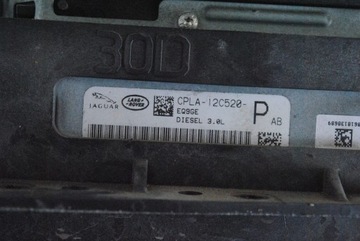 30D
JAGUAR
LAND ROVER
CPLA-12C520-
EQ9GE
DIESEL 3.0L
P
AB